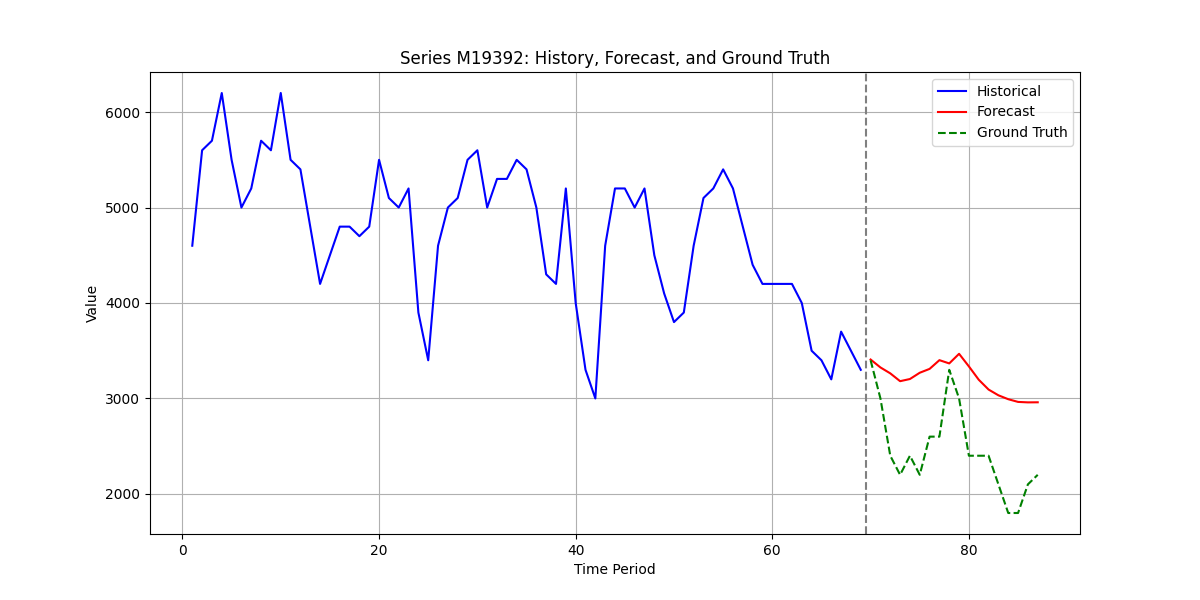 Series M19392: History, Forecast, and Ground Truth
Historical
Forecast
Ground Truth
Value
6000
5000
4000
3000
2000
0 20 40 60 80
Time Period